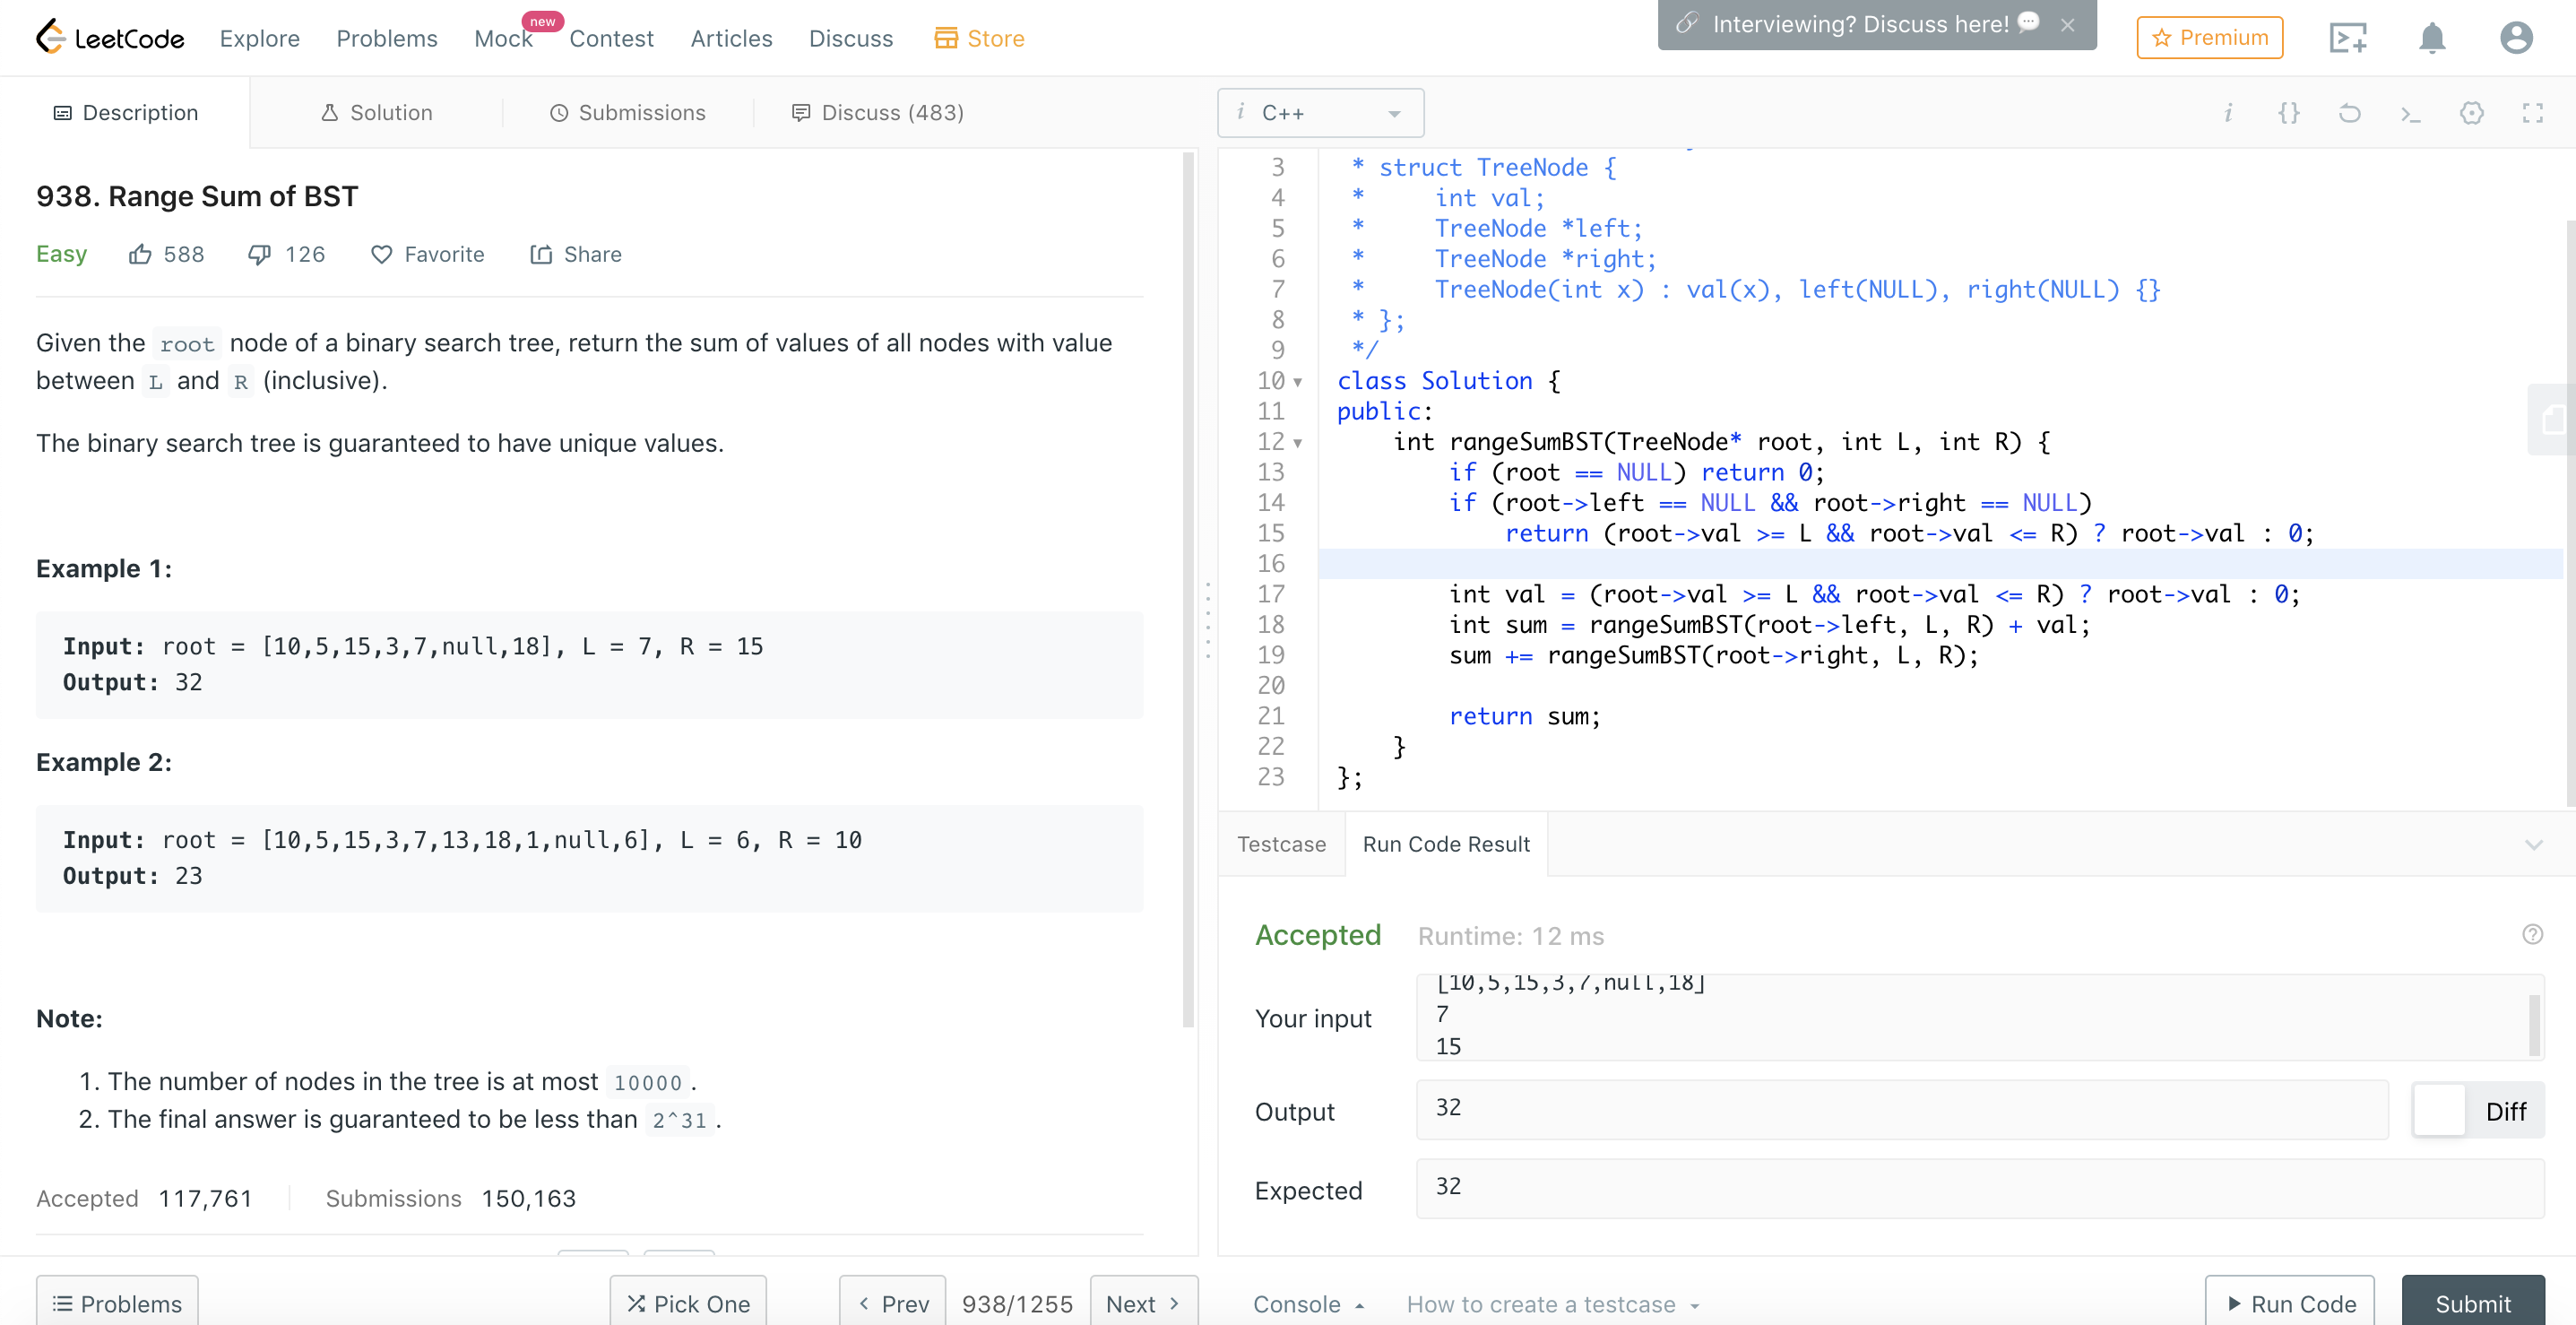 LeetCode Explore Problems Mock new Contest Articles Discuss Store Interviewing? Discuss here! 💬 × Premium
Description Solution Submissions Discuss (483)
938. Range Sum of BST
Easy 588 126 Favorite Share
Given the root node of a binary search tree, return the sum of values of all nodes with value
between L and R (inclusive).
The binary search tree is guaranteed to have unique values.
Example 1:
Input: root = [10,5,15,3,7,null,18], L = 7, R = 15
Output: 32
Example 2:
Input: root = [10,5,15,3,7,13,18,1,null,6], L = 6, R = 10
Output: 23
Note:
1. The number of nodes in the tree is at most 10000.
2. The final answer is guaranteed to be less than 2^31.
Accepted 117,761 Submissions 150,163
Problems Pick One < Prev 938/1255 Next >
i C++ i {} >_
3 * struct TreeNode {
4 *     int val;
5 *     TreeNode *left;
6 *     TreeNode *right;
7 *     TreeNode(int x) : val(x), left(NULL), right(NULL) {}
8 * };
9 */
10 class Solution {
11 public:
12     int rangeSumBST(TreeNode* root, int L, int R) {
13         if (root == NULL) return 0;
14         if (root->left == NULL && root->right == NULL)
15             return (root->val >= L && root->val <= R) ? root->val : 0;
16
17         int val = (root->val >= L && root->val <= R) ? root->val : 0;
18         int sum = rangeSumBST(root->left, L, R) + val;
19         sum += rangeSumBST(root->right, L, R);
20
21         return sum;
22     }
23 };
Testcase Run Code Result
Accepted Runtime: 12 ms
Your input
[10,5,15,3,7,null,18]
7
15
Output 32 Diff
Expected 32
Console How to create a testcase Run Code Submit